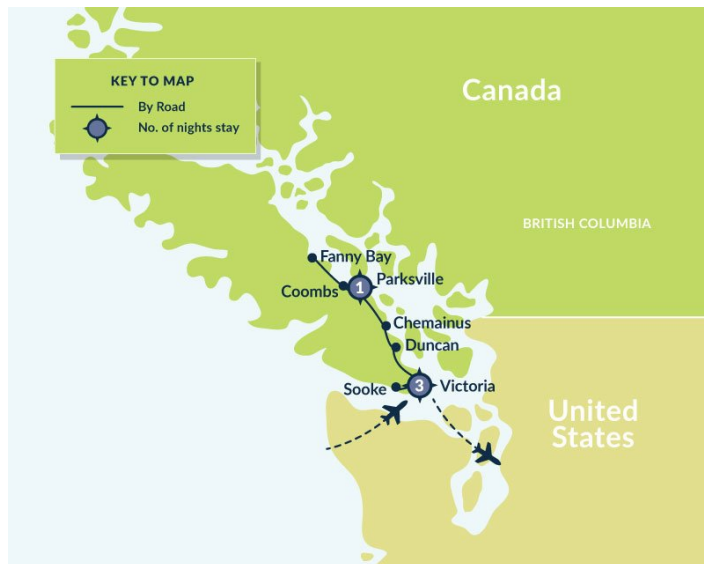 KEY TO MAP
By Road
No. of nights stay
Canada
BRITISH COLUMBIA
Fanny Bay
1
Parksville
Coombs
Chemainus
Duncan
Sooke
3
Victoria
United
States